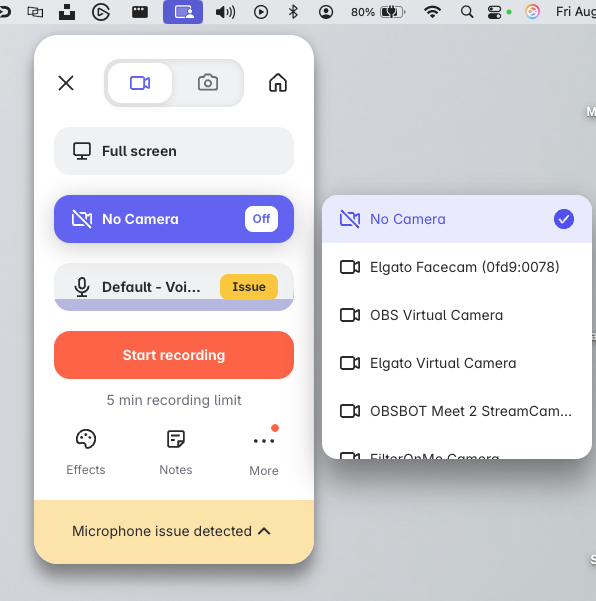 80%
Fri Aug
Full screen
No Camera
Off
Default - Voi...
Issue
Start recording
5 min recording limit
Effects
Notes
More
Microphone issue detected
No Camera
Elgato Facecam (0fd9:0078)
OBS Virtual Camera
Elgato Virtual Camera
OBSBOT Meet 2 StreamCam...
FilterOnMe Camera